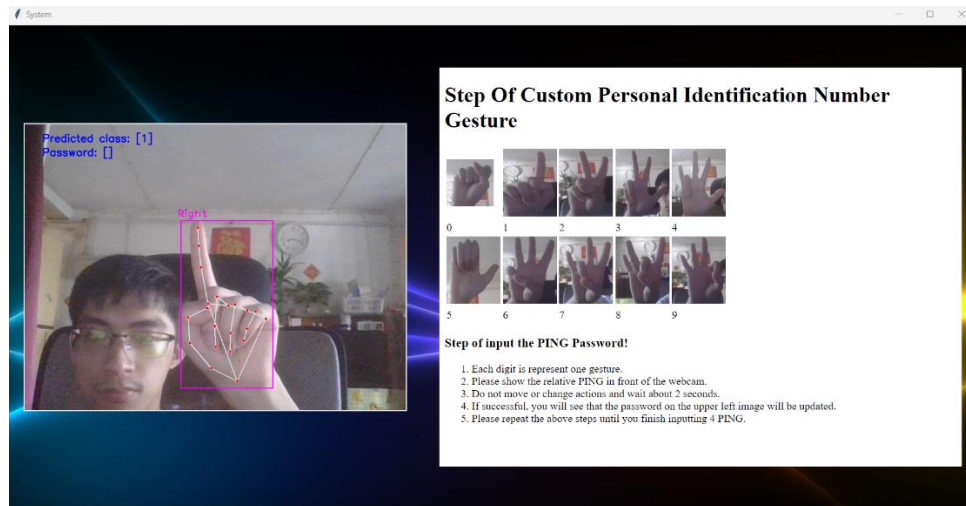 System
Predicted class: [1]
Password: []
Right
Step Of Custom Personal Identification Number
Gesture
0 1 2 3 4
5 6 7 8 9
Step of input the PING Password!
1. Each digit is represent one gesture.
2. Please show the relative PING in front of the webcam.
3. Do not move or change actions and wait about 2 seconds.
4. If successful, you will see that the password on the upper left image will be updated.
5. Please repeat the above steps until you finish inputting 4 PING.